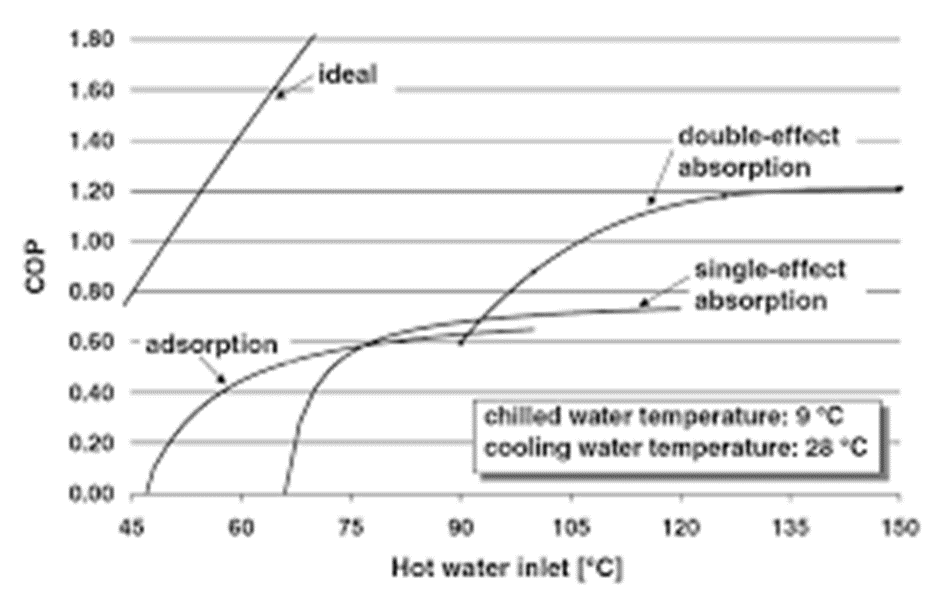 1.80
ideal
1.60
double-effect
absorption
1.40
1.20
1.00
COP
single-effect
absorption
0.80
adsorption
0.60
0.40
chilled water temperature: 9 °C
cooling water temperature: 28 °C
0.20
0.00
45 60 75 90 105 120 135 150
Hot water inlet [°C]